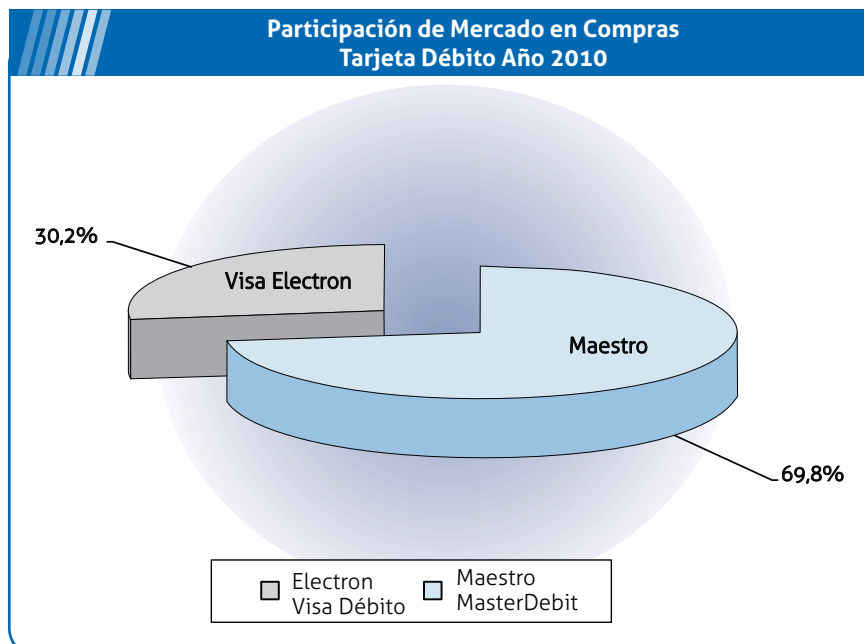 Participación de Mercado en Compras
Tarjeta Débito Año 2010
30,2%
Visa Electron
Maestro
69,8%
Electron
Visa Débito
Maestro
MasterDebit